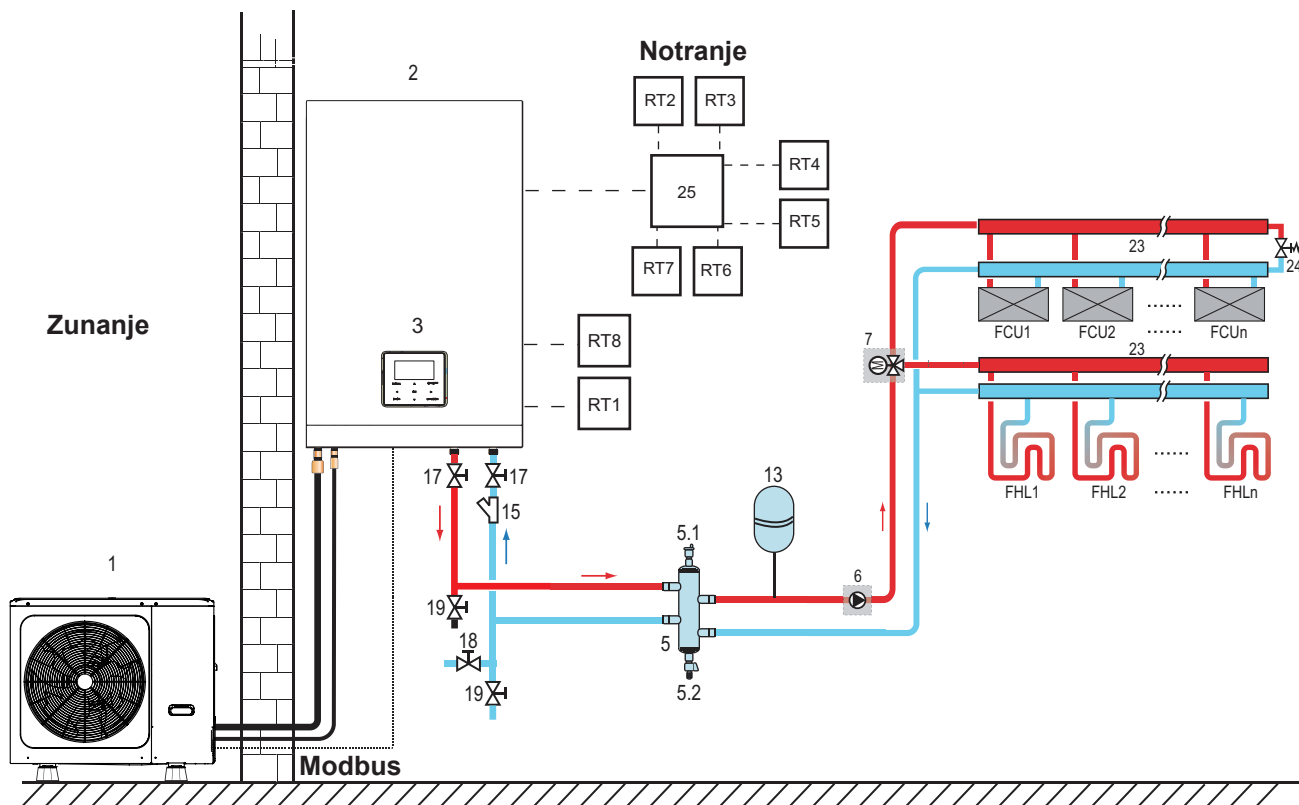 Notranje
2
RT2
RT3
RT4
25
RT5
RT7
RT6
23
24
FCU1
FCU2
......
......
FCUn
Zunanje
3
RT8
7
23
RT1
17
17
15
13
FHL1
FHL2
......
......
FHLn
1
5.1
6
19
18
5
5.2
19
Modbus